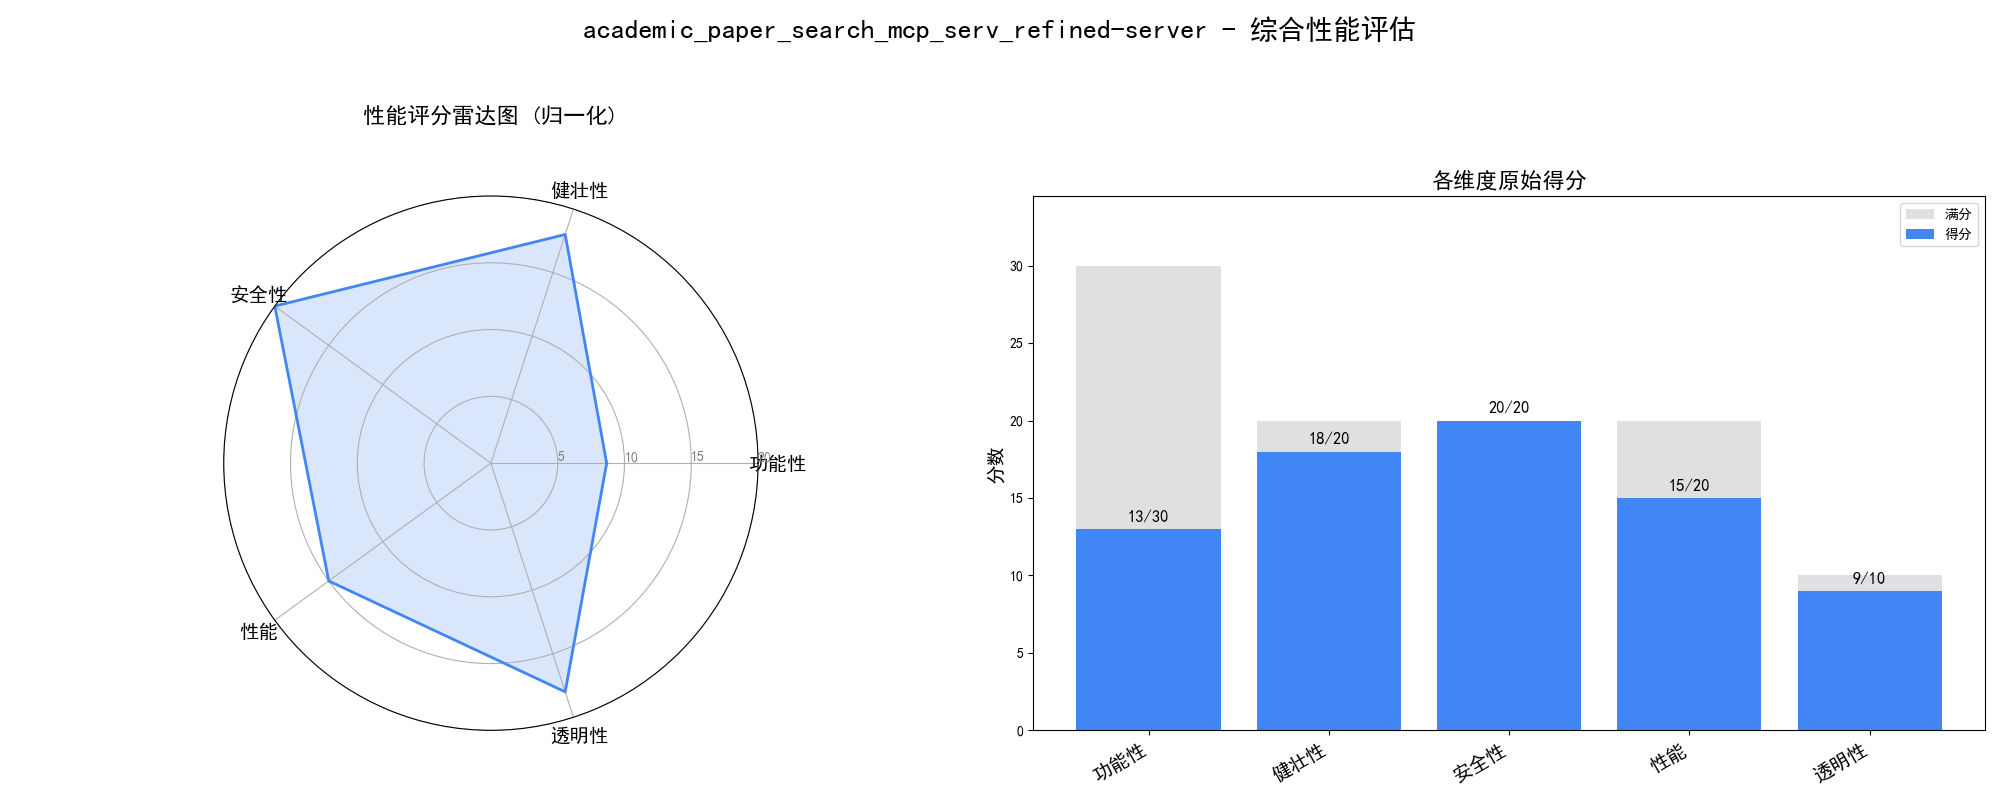 academic_paper_search_mcp_serv_refined-server - 综合性能评估
性能评分雷达图 (归一化)
健壮性
安全性
功能性
5
10
15
20
性能
透明性
各维度原始得分
满分
得分
分数
30
25
20
15
10
5
0
13/30
18/20
20/20
15/20
9/10
功能性
健壮性
安全性
性能
透明性